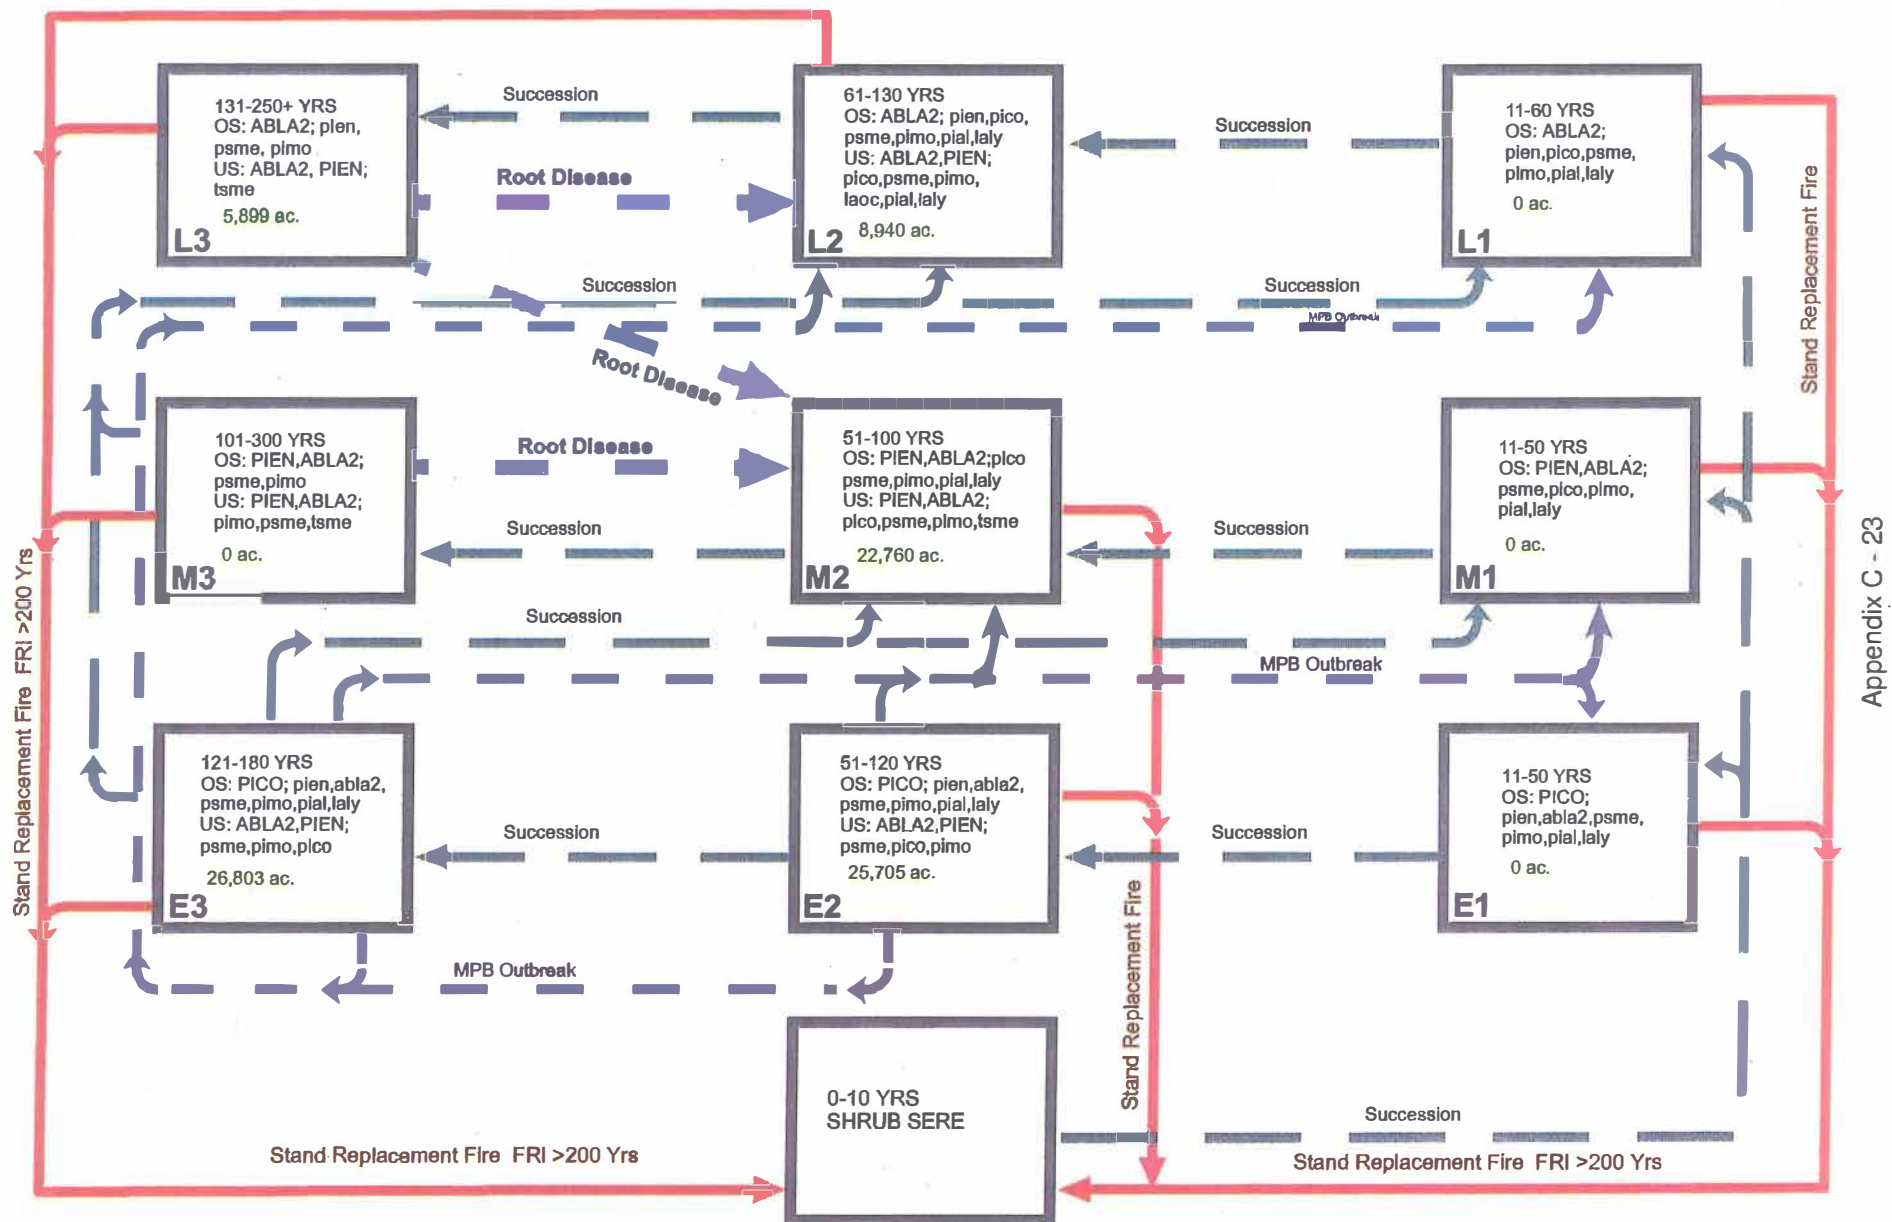 131-250+ YRS
OS: ABLA2; pien,
psme, pimo
US: ABLA2, PIEN;
tsme
5,899 ac.
L3
Succession
Root Disease
61-130 YRS
OS: ABLA2; pien,pico,
psme,pimo,pial,laly
US: ABLA2,PIEN;
pico,psme,pimo,
laoc,pial,laly
8,940 ac.
L2
Succession
11-60 YRS
OS: ABLA2;
pien,pico,psme,
pimo,pial,laly
0 ac.
L1
Stand Replacement Fire
Succession
Succession
MPB Outbreak
Root Disease
101-300 YRS
OS: PIEN,ABLA2;
psme,pimo
US: PIEN,ABLA2;
pimo,psme,tsme
0 ac.
M3
Root Disease
Succession
51-100 YRS
OS: PIEN,ABLA2;pico
psme,pimo,pial,laly
US: PIEN,ABLA2;
pico,psme,pimo,tsme
22,760 ac.
M2
Succession
11-50 YRS
OS: PIEN,ABLA2;
psme,pico,pimo,
pial,laly
0 ac.
M1
Appendix C - 23
Stand Replacement Fire FRI >200 Yrs
Succession
MPB Outbreak
121-180 YRS
OS: PICO; pien,abla2,
psme,pimo,pial,laly
US: ABLA2,PIEN;
psme,pimo,pico
26,803 ac.
E3
Succession
51-120 YRS
OS: PICO; pien,abla2,
psme,pimo,pial,laly
US: ABLA2,PIEN;
psme,pico,pimo
25,705 ac.
E2
Succession
11-50 YRS
OS: PICO;
pien,abla2,psme,
pimo,pial,laly
0 ac.
E1
MPB Outbreak
Stand Replacement Fire
0-10 YRS
SHRUB SERE
Succession
Stand Replacement Fire FRI >200 Yrs
Stand Replacement Fire FRI >200 Yrs